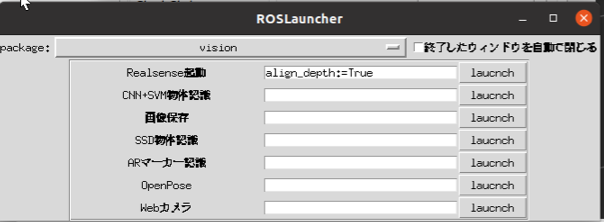 ROSLauncher
package: vision 終了したウィンドウを自動で閉じる
Realsense起動 align_depth:=True laucnch
CNN+SVM物体認識 laucnch
画像保存 laucnch
SSD物体認識 laucnch
ARマーカー認識 laucnch
OpenPose laucnch
Webカメラ laucnch